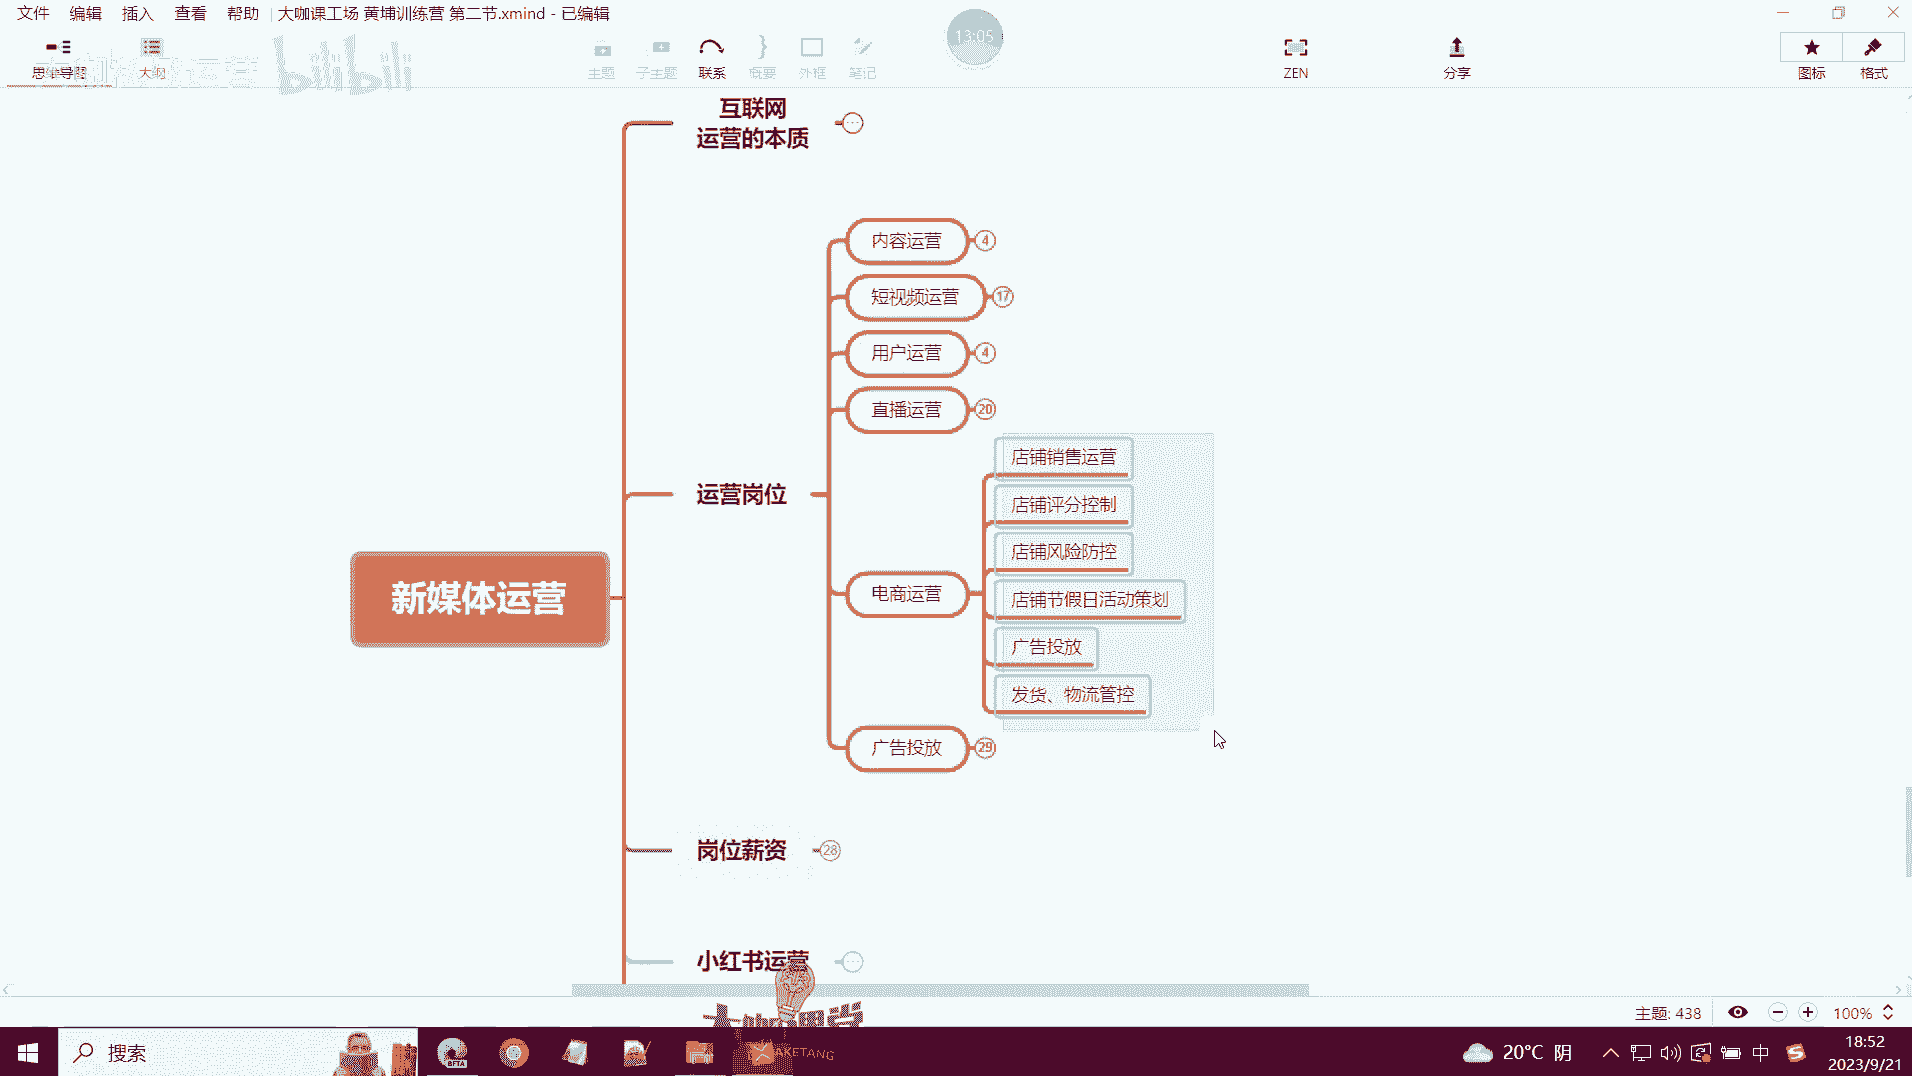 文件 编辑 插入 查看 帮助 大咖课工场 黄埔训练营 第二节.xmind - 已编辑
思维导图 大纲 主题 子主题 联系 概要 外框 笔记 13:05 ZEN 分享 图标 格式
bilibili
互联网
运营的本质
内容运营 4
短视频运营 17
用户运营 4
直播运营 20
店铺销售运营
店铺评分控制
运营岗位
店铺风险防控
新媒体运营
电商运营
店铺节假日活动策划
广告投放
发货、物流管控
广告投放 29
岗位薪资 28
小红书运营
大咖课堂
AKETANG
主题: 438 100%
搜索
20°C 阴 中 18:52
2023/9/21